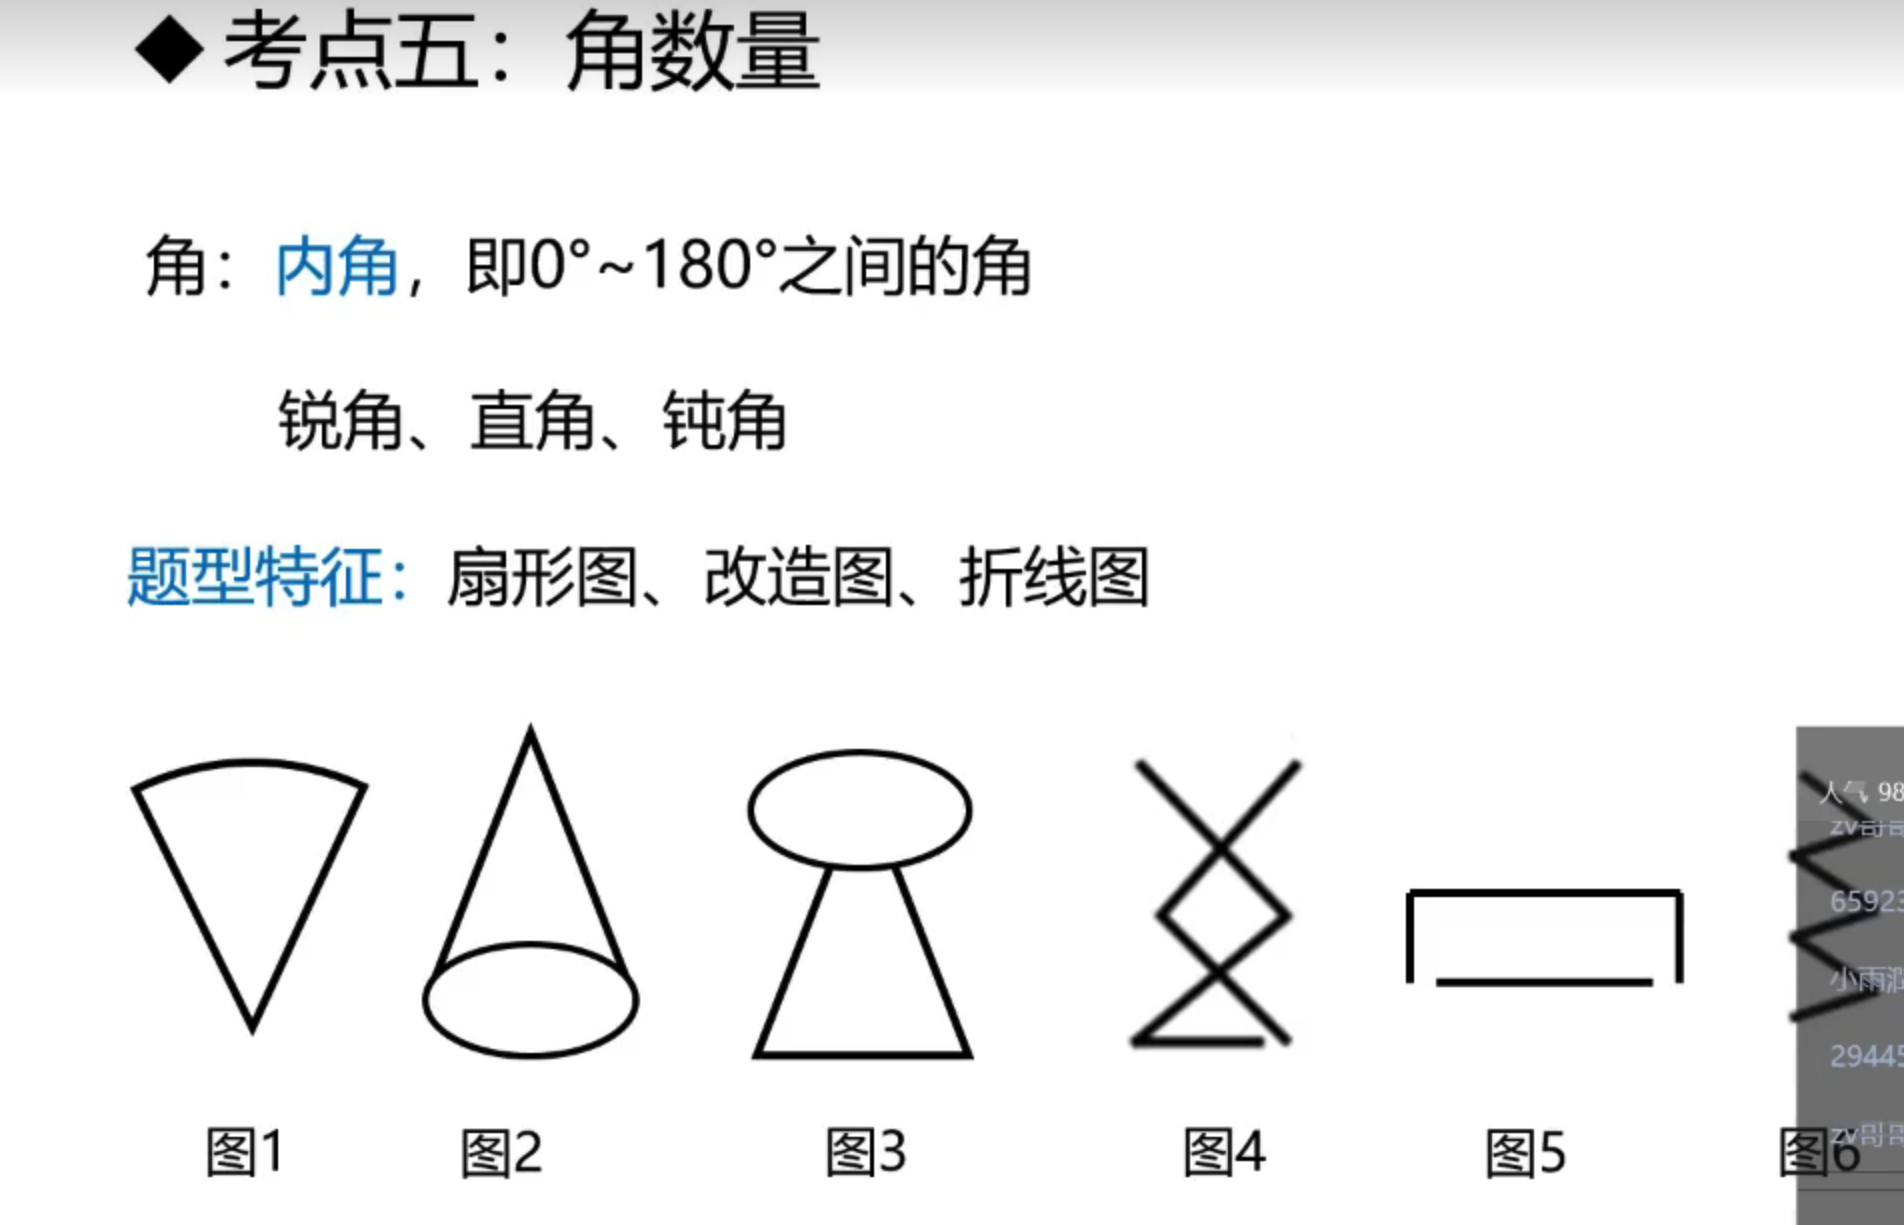 ◆考点五：角数量
角：内角，即0°~180°之间的角
锐角、直角、钝角
题型特征：扇形图、改造图、折线图
人气 98
zv哥哥
65923
小雨
29445
zv哥哥
图1 图2 图3 图4 图5 图6